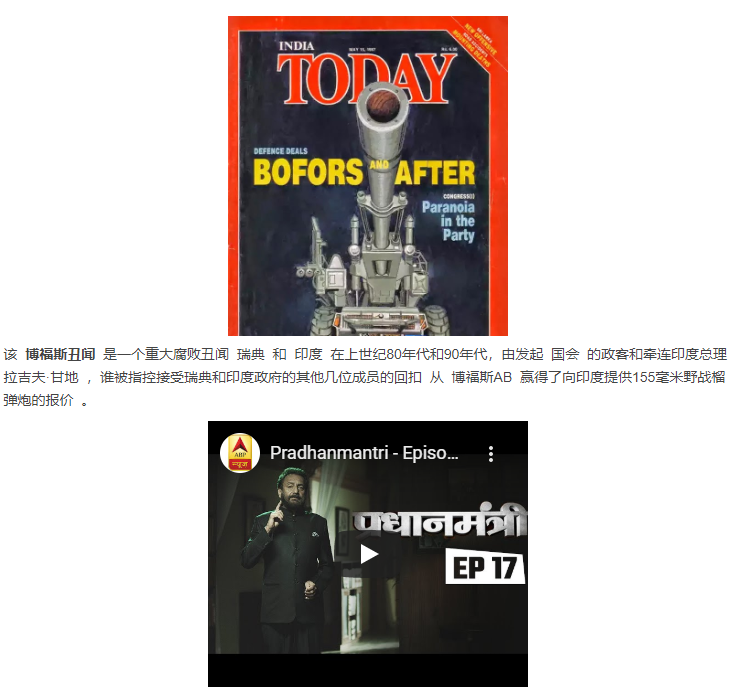 INDIA
MAY 15, 1987
TODAY
DEFENCE DEALS
BOFORS AND AFTER
CONGRESS(I)
Paranoia
in the
Party
该 博福斯丑闻 是一个重大腐败丑闻 瑞典 和 印度 在上世纪80年代和90年代，由发起 国会 的政客和牵连印度总理
拉吉夫·甘地 ，谁被指控接受瑞典和印度政府的其他几位成员的回扣 从 博福斯AB 赢得了向印度提供155毫米野战榴
弹炮的报价 。
ABP
न्यूज़
Pradhanmantri - Episo...
प्रधानमंत्री
EP 17